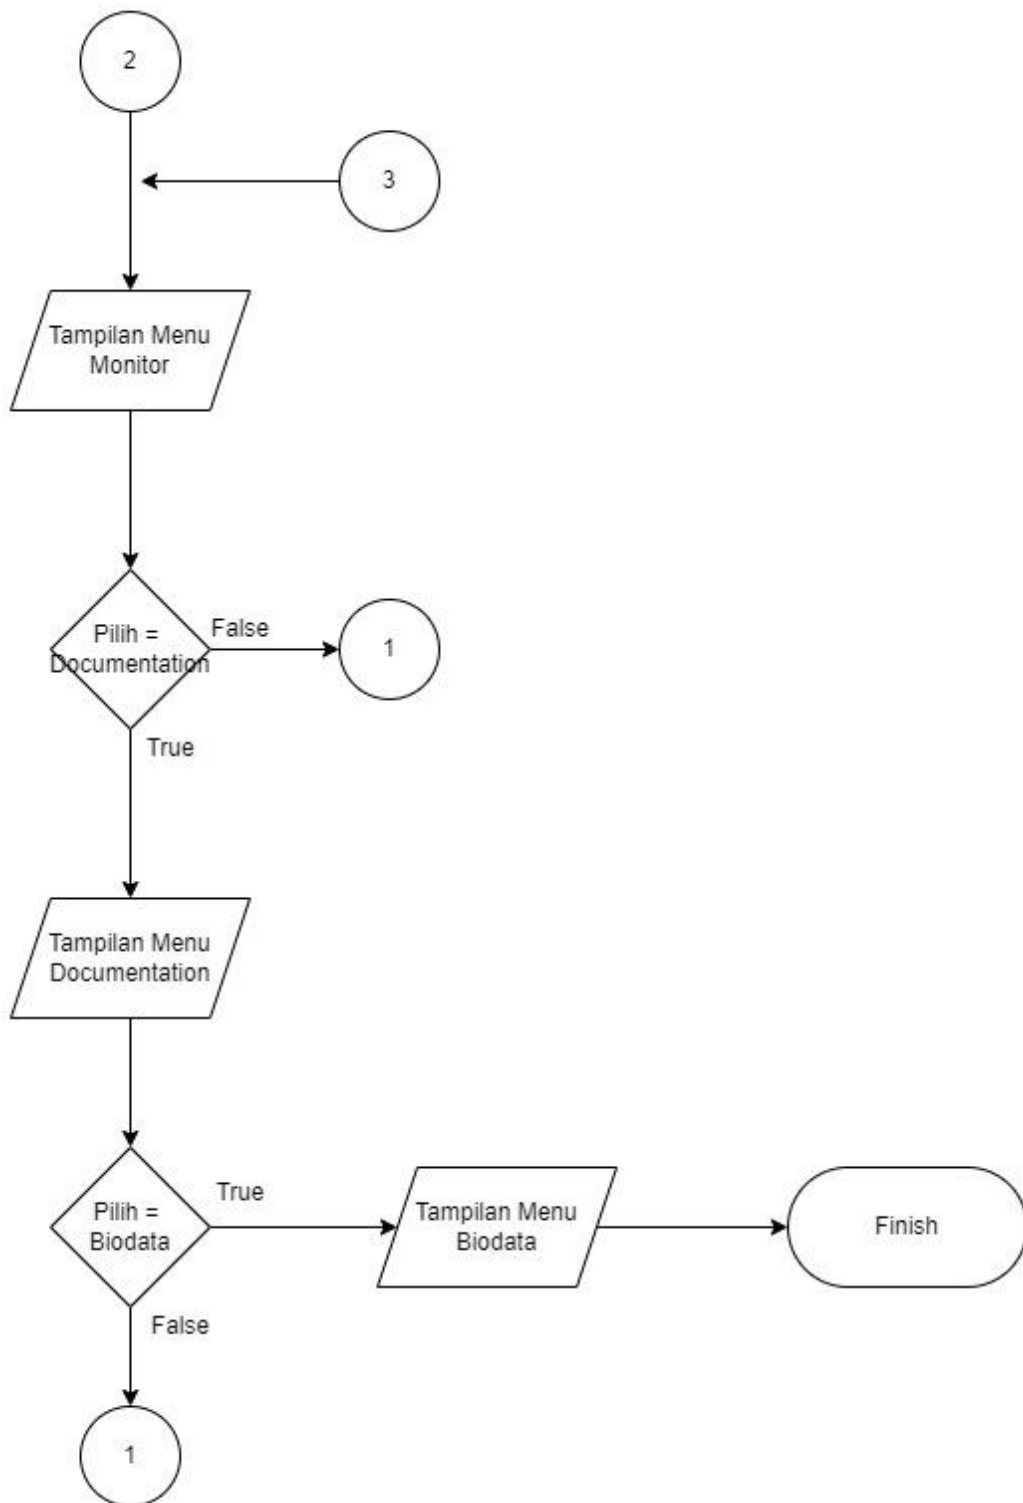 2
3
Tampilan Menu
Monitor
Pilih =
Documentation
False
1
True
Tampilan Menu
Documentation
Pilih =
Biodata
True
Tampilan Menu
Biodata
Finish
False
1